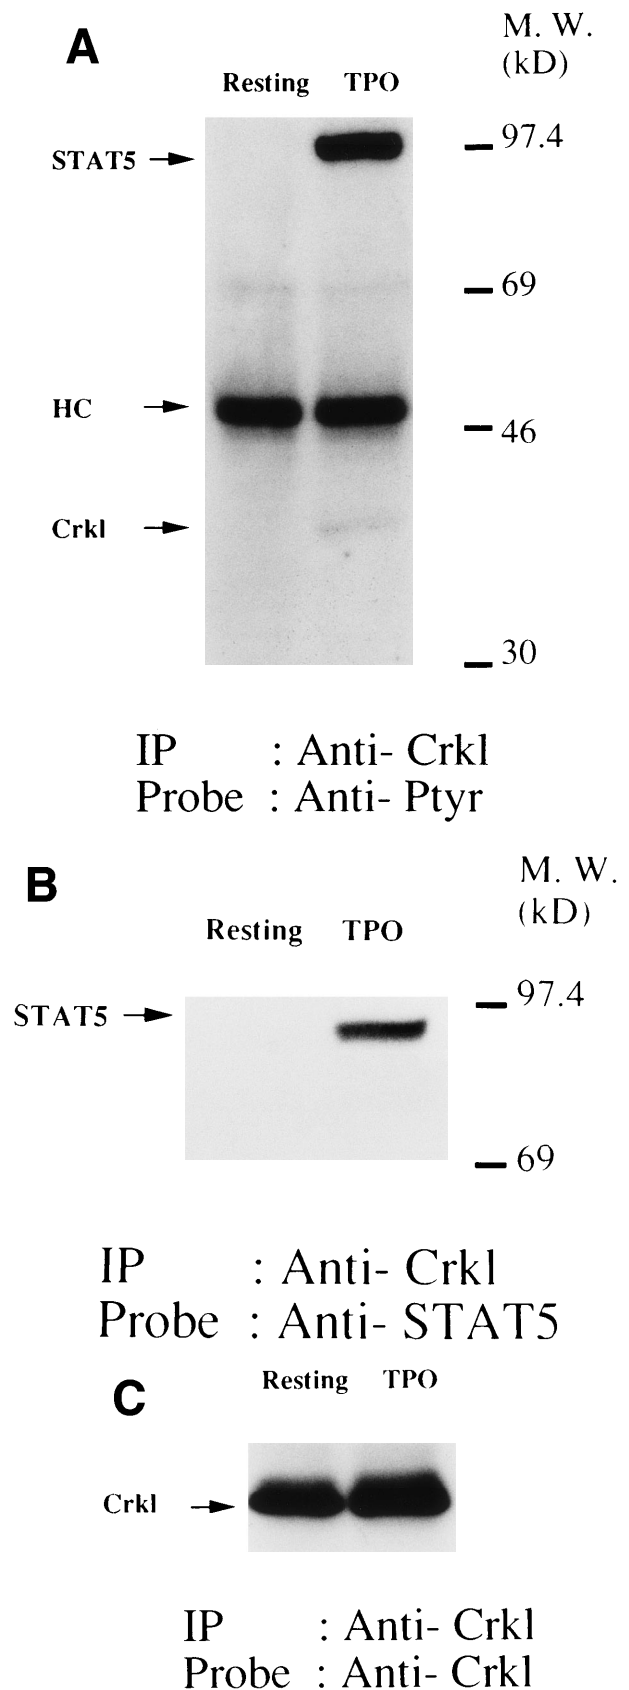 A
M. W.
(kD)
Resting TPO
STAT5
97.4
69
HC
46
Crkl
30
IP : Anti- Crkl
Probe : Anti- Ptyr
B
M. W.
(kD)
Resting TPO
STAT5
97.4
69
IP : Anti- Crkl
Probe : Anti- STAT5
C
Resting TPO
Crkl
IP : Anti- Crkl
Probe : Anti- Crkl